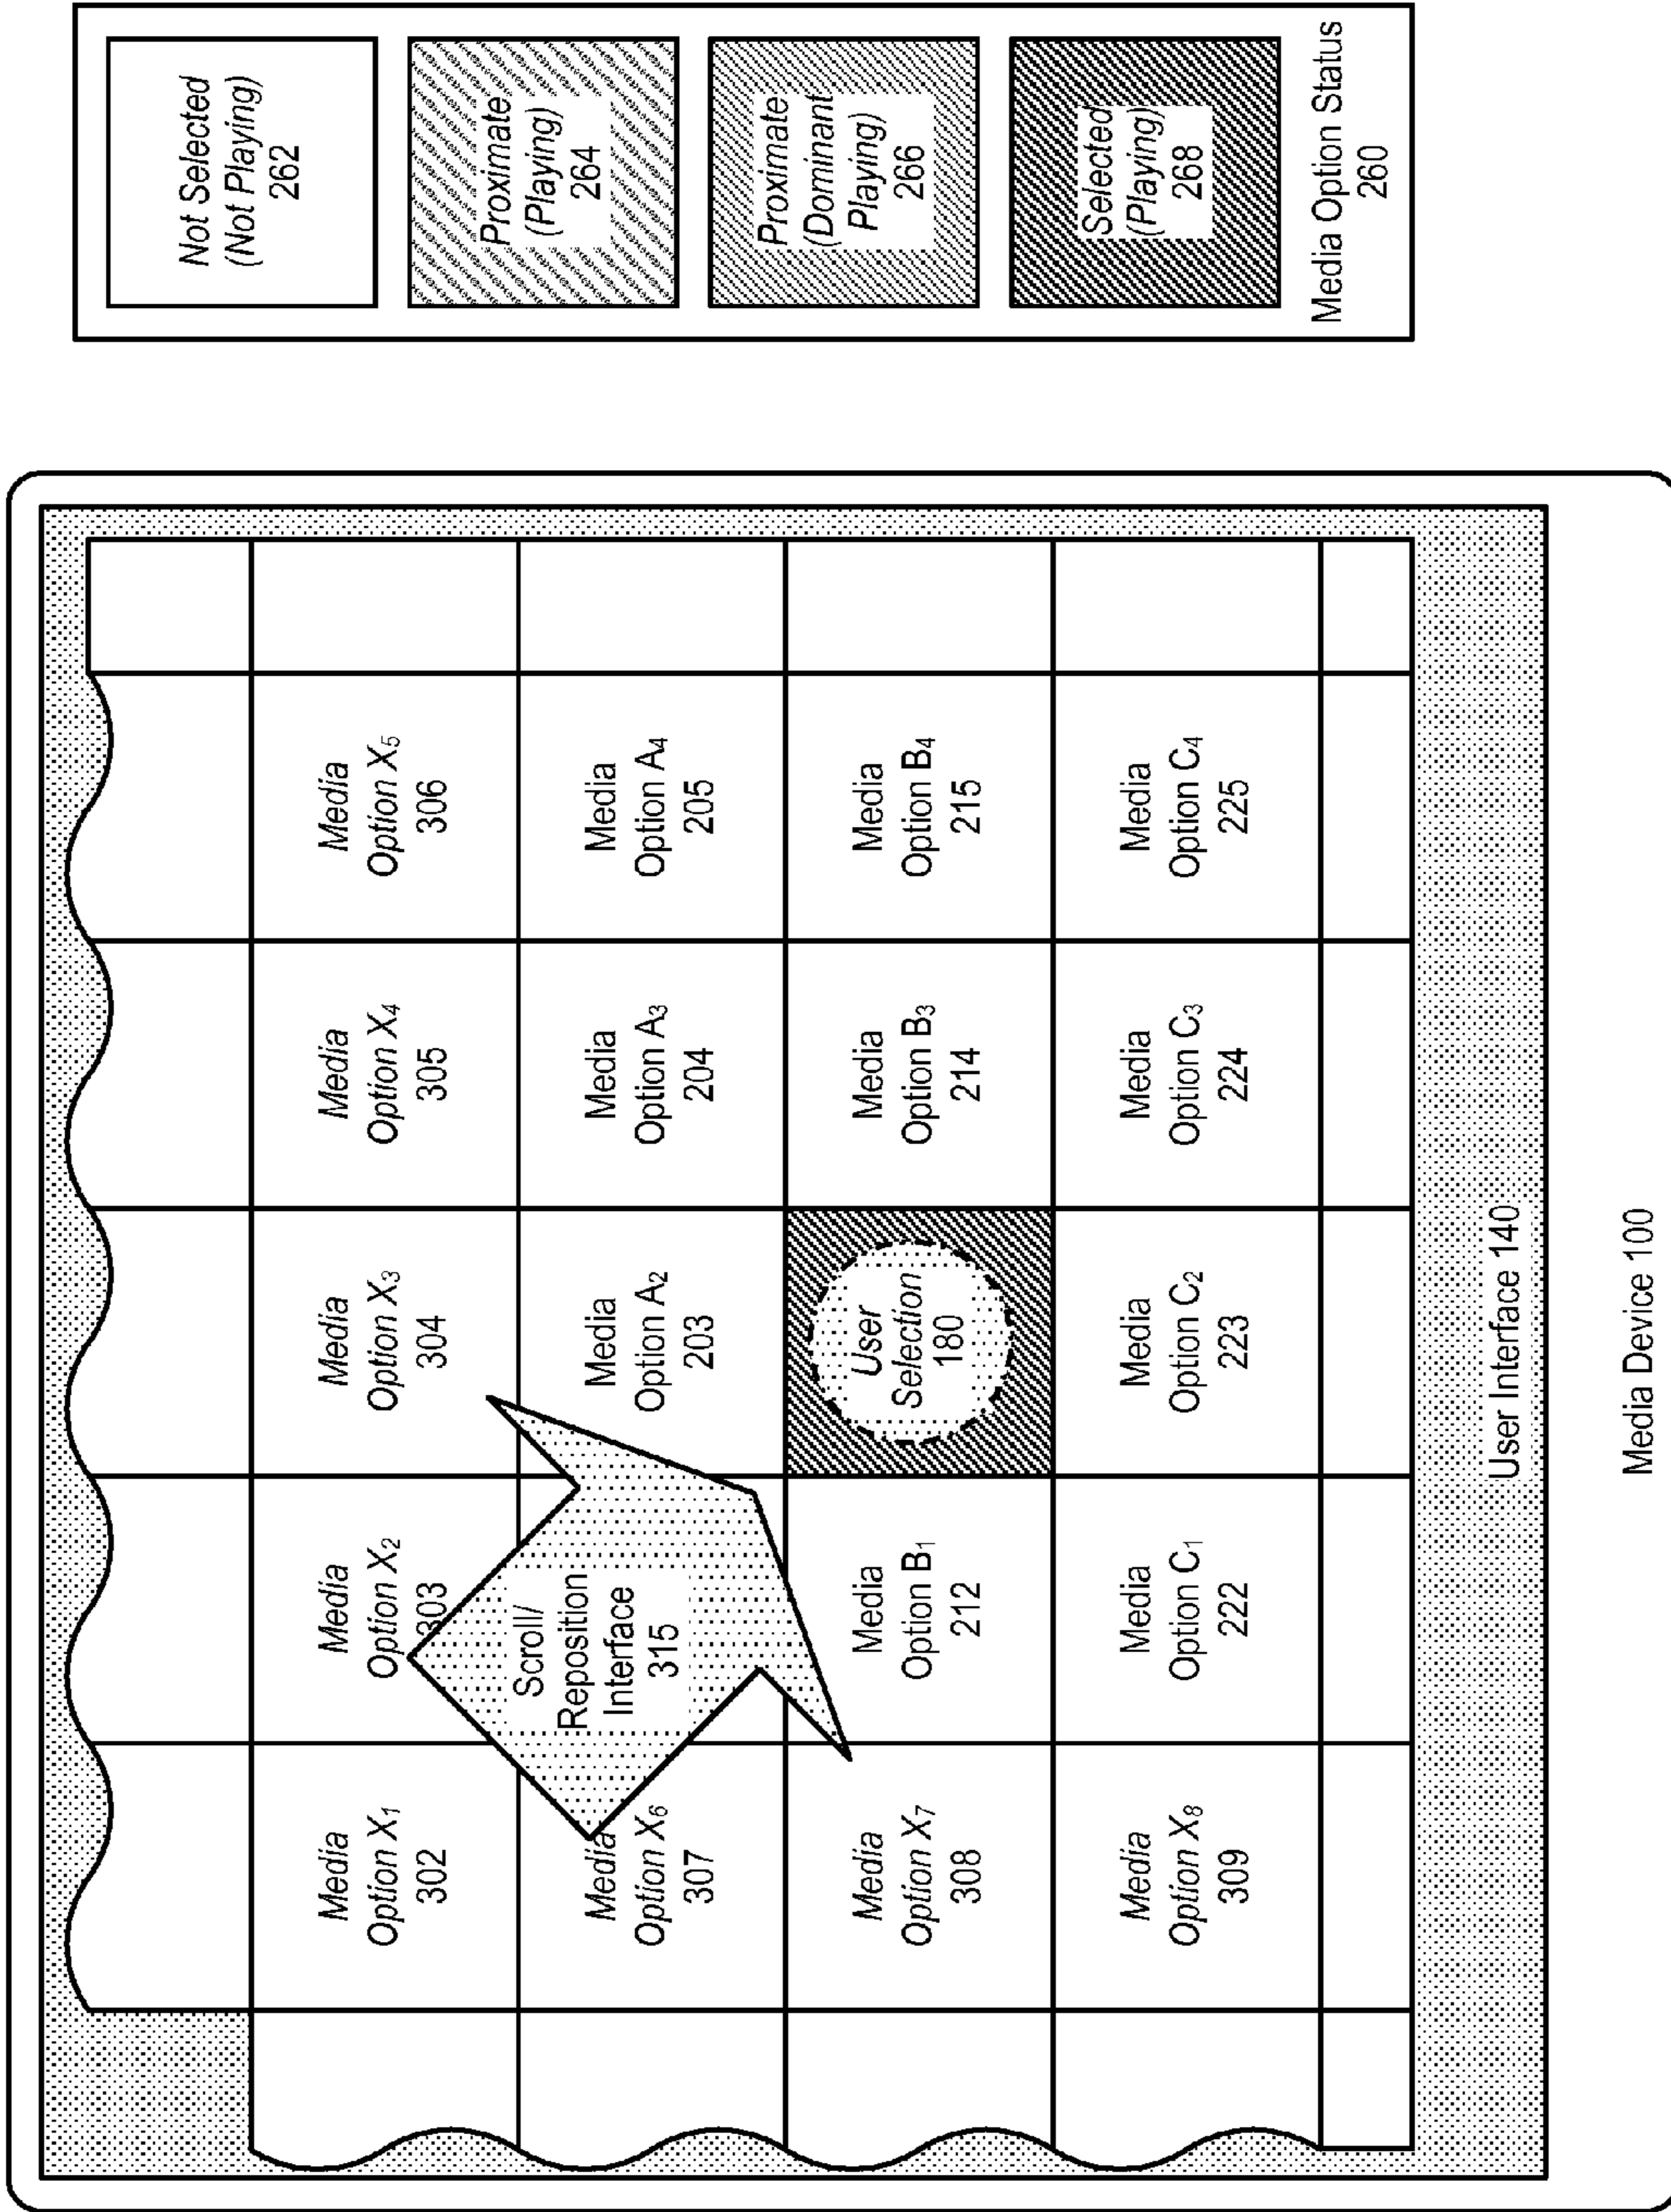 Media
Option X1
302
Media
Option X2
303
Media
Option X3
304
Media
Option X4
305
Media
Option X5
306
Media
Option X6
307
Scroll/
Reposition
Interface
315
Media
Option A2
203
Media
Option A3
204
Media
Option A4
205
Media
Option X7
308
Media
Option B1
212
User
Selection
180
Media
Option B3
214
Media
Option B4
215
Media
Option X8
309
Media
Option C1
222
Media
Option C2
223
Media
Option C3
224
Media
Option C4
225
User Interface 140
Media Device 100
Not Selected
(Not Playing)
262
Proximate
(Playing)
264
Proximate
(Dominant
Playing)
266
Selected
(Playing)
268
Media Option Status
260